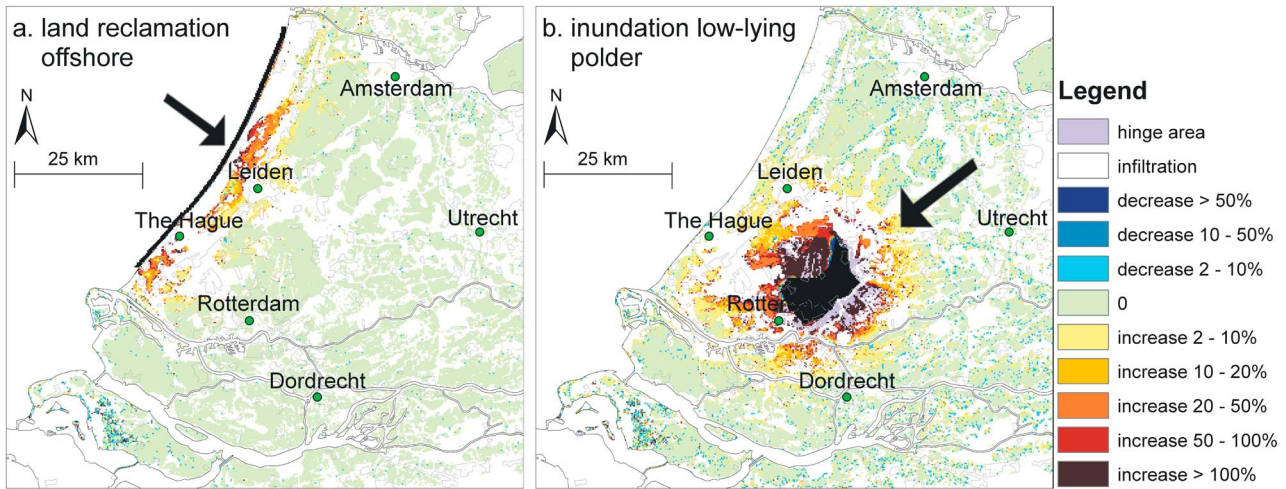 a. land reclamation
offshore
N
25 km
Amsterdam
Leiden
The Hague
Utrecht
Rotterdam
Dordrecht
b. inundation low-lying
polder
N
25 km
Amsterdam
Leiden
The Hague
Utrecht
Rotter
Dordrecht
Legend
hinge area
infiltration
decrease > 50%
decrease 10 - 50%
decrease 2 - 10%
0
increase 2 - 10%
increase 10 - 20%
increase 20 - 50%
increase 50 - 100%
increase > 100%